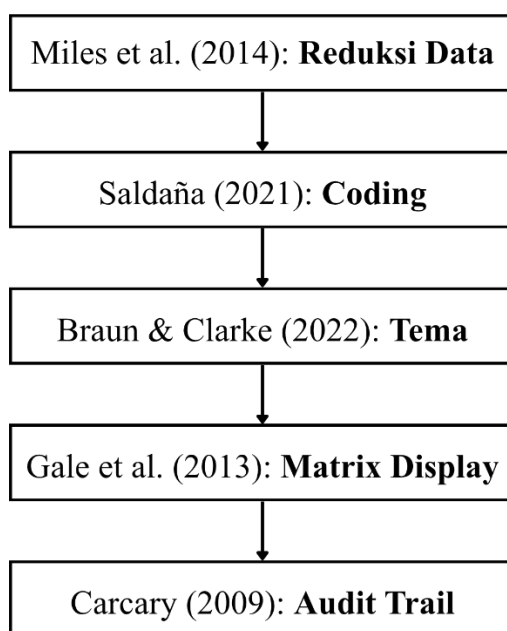 Miles et al. (2014): Reduksi Data
Saldaña (2021): Coding
Braun & Clarke (2022): Tema
Gale et al. (2013): Matrix Display
Carcary (2009): Audit Trail